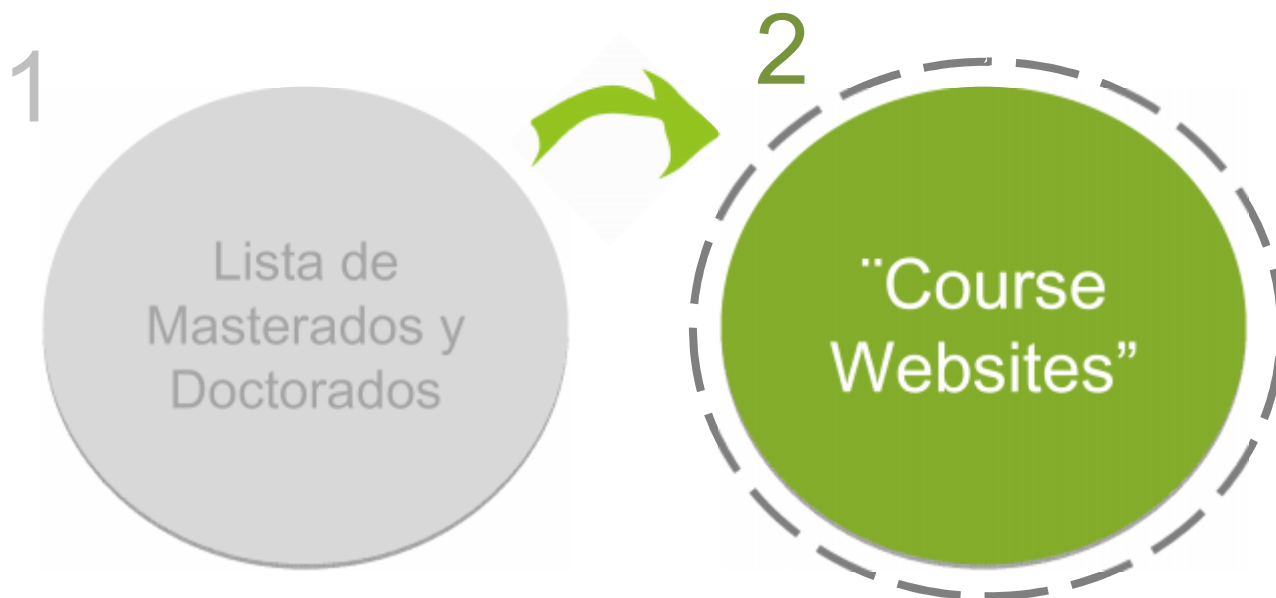 1
Lista de
Masterados y
Doctorados
2
¨Course
Websites”